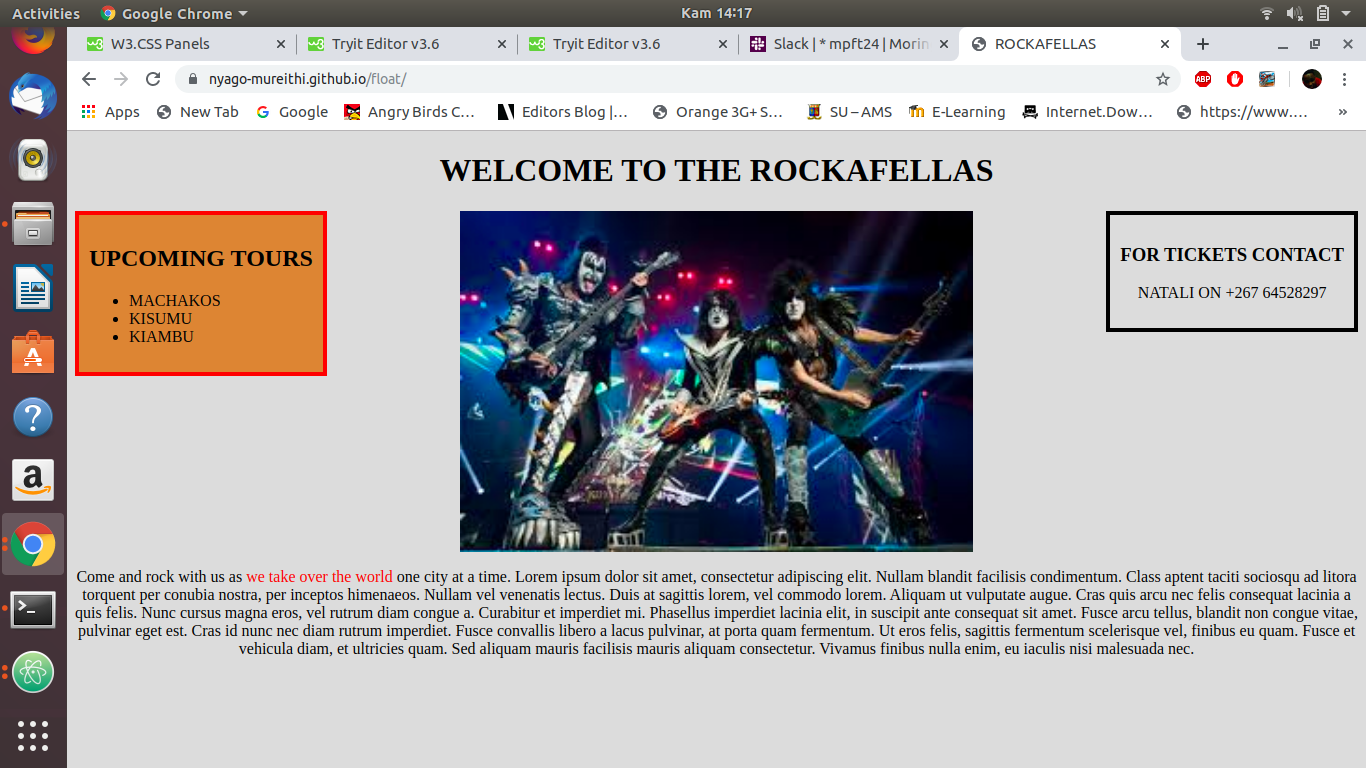 Activities
Google Chrome
Kam 14:17
W3.CSS Panels
Tryit Editor v3.6
Tryit Editor v3.6
Slack | * mpft24 | Morin
ROCKAFELLAS
nyago-mureithi.github.io/float/
ABP
Apps
New Tab
Google
Angry Birds C…
Editors Blog |…
Orange 3G+ S…
SU – AMS
E-Learning
Internet.Dow…
https://www.…
»
WELCOME TO THE ROCKAFELLAS
UPCOMING TOURS
• MACHAKOS
• KISUMU
• KIAMBU
FOR TICKETS CONTACT
NATALI ON +267 64528297
Come and rock with us as we take over the world one city at a time. Lorem ipsum dolor sit amet, consectetur adipiscing elit. Nullam blandit facilisis condimentum. Class aptent taciti sociosqu ad litora
torquent per conubia nostra, per inceptos himenaeos. Nullam vel venenatis lectus. Duis at sagittis lorem, vel commodo lorem. Aliquam ut vulputate augue. Cras quis arcu nec felis consequat lacinia a
quis felis. Nunc cursus magna eros, vel rutrum diam congue a. Curabitur et imperdiet mi. Phasellus imperdiet lacinia elit, in suscipit ante consequat sit amet. Fusce arcu tellus, blandit non congue vitae,
pulvinar eget est. Cras id nunc nec diam rutrum imperdiet. Fusce convallis libero a lacus pulvinar, at porta quam fermentum. Ut eros felis, sagittis fermentum scelerisque vel, finibus eu quam. Fusce et
vehicula diam, et ultricies quam. Sed aliquam mauris facilisis mauris aliquam consectetur. Vivamus finibus nulla enim, eu iaculis nisi malesuada nec.